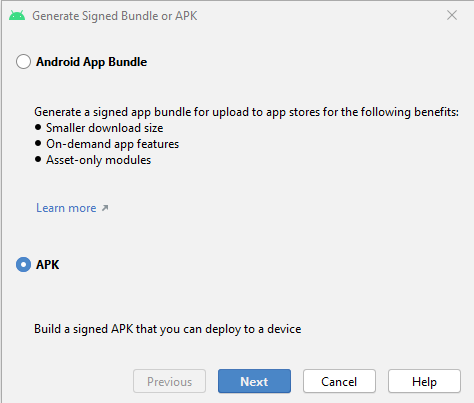 Generate Signed Bundle or APK
Android App Bundle
Generate a signed app bundle for upload to app stores for the following benefits:
● Smaller download size
● On-demand app features
● Asset-only modules
Learn more ↗
APK
Build a signed APK that you can deploy to a device
Previous Next Cancel Help